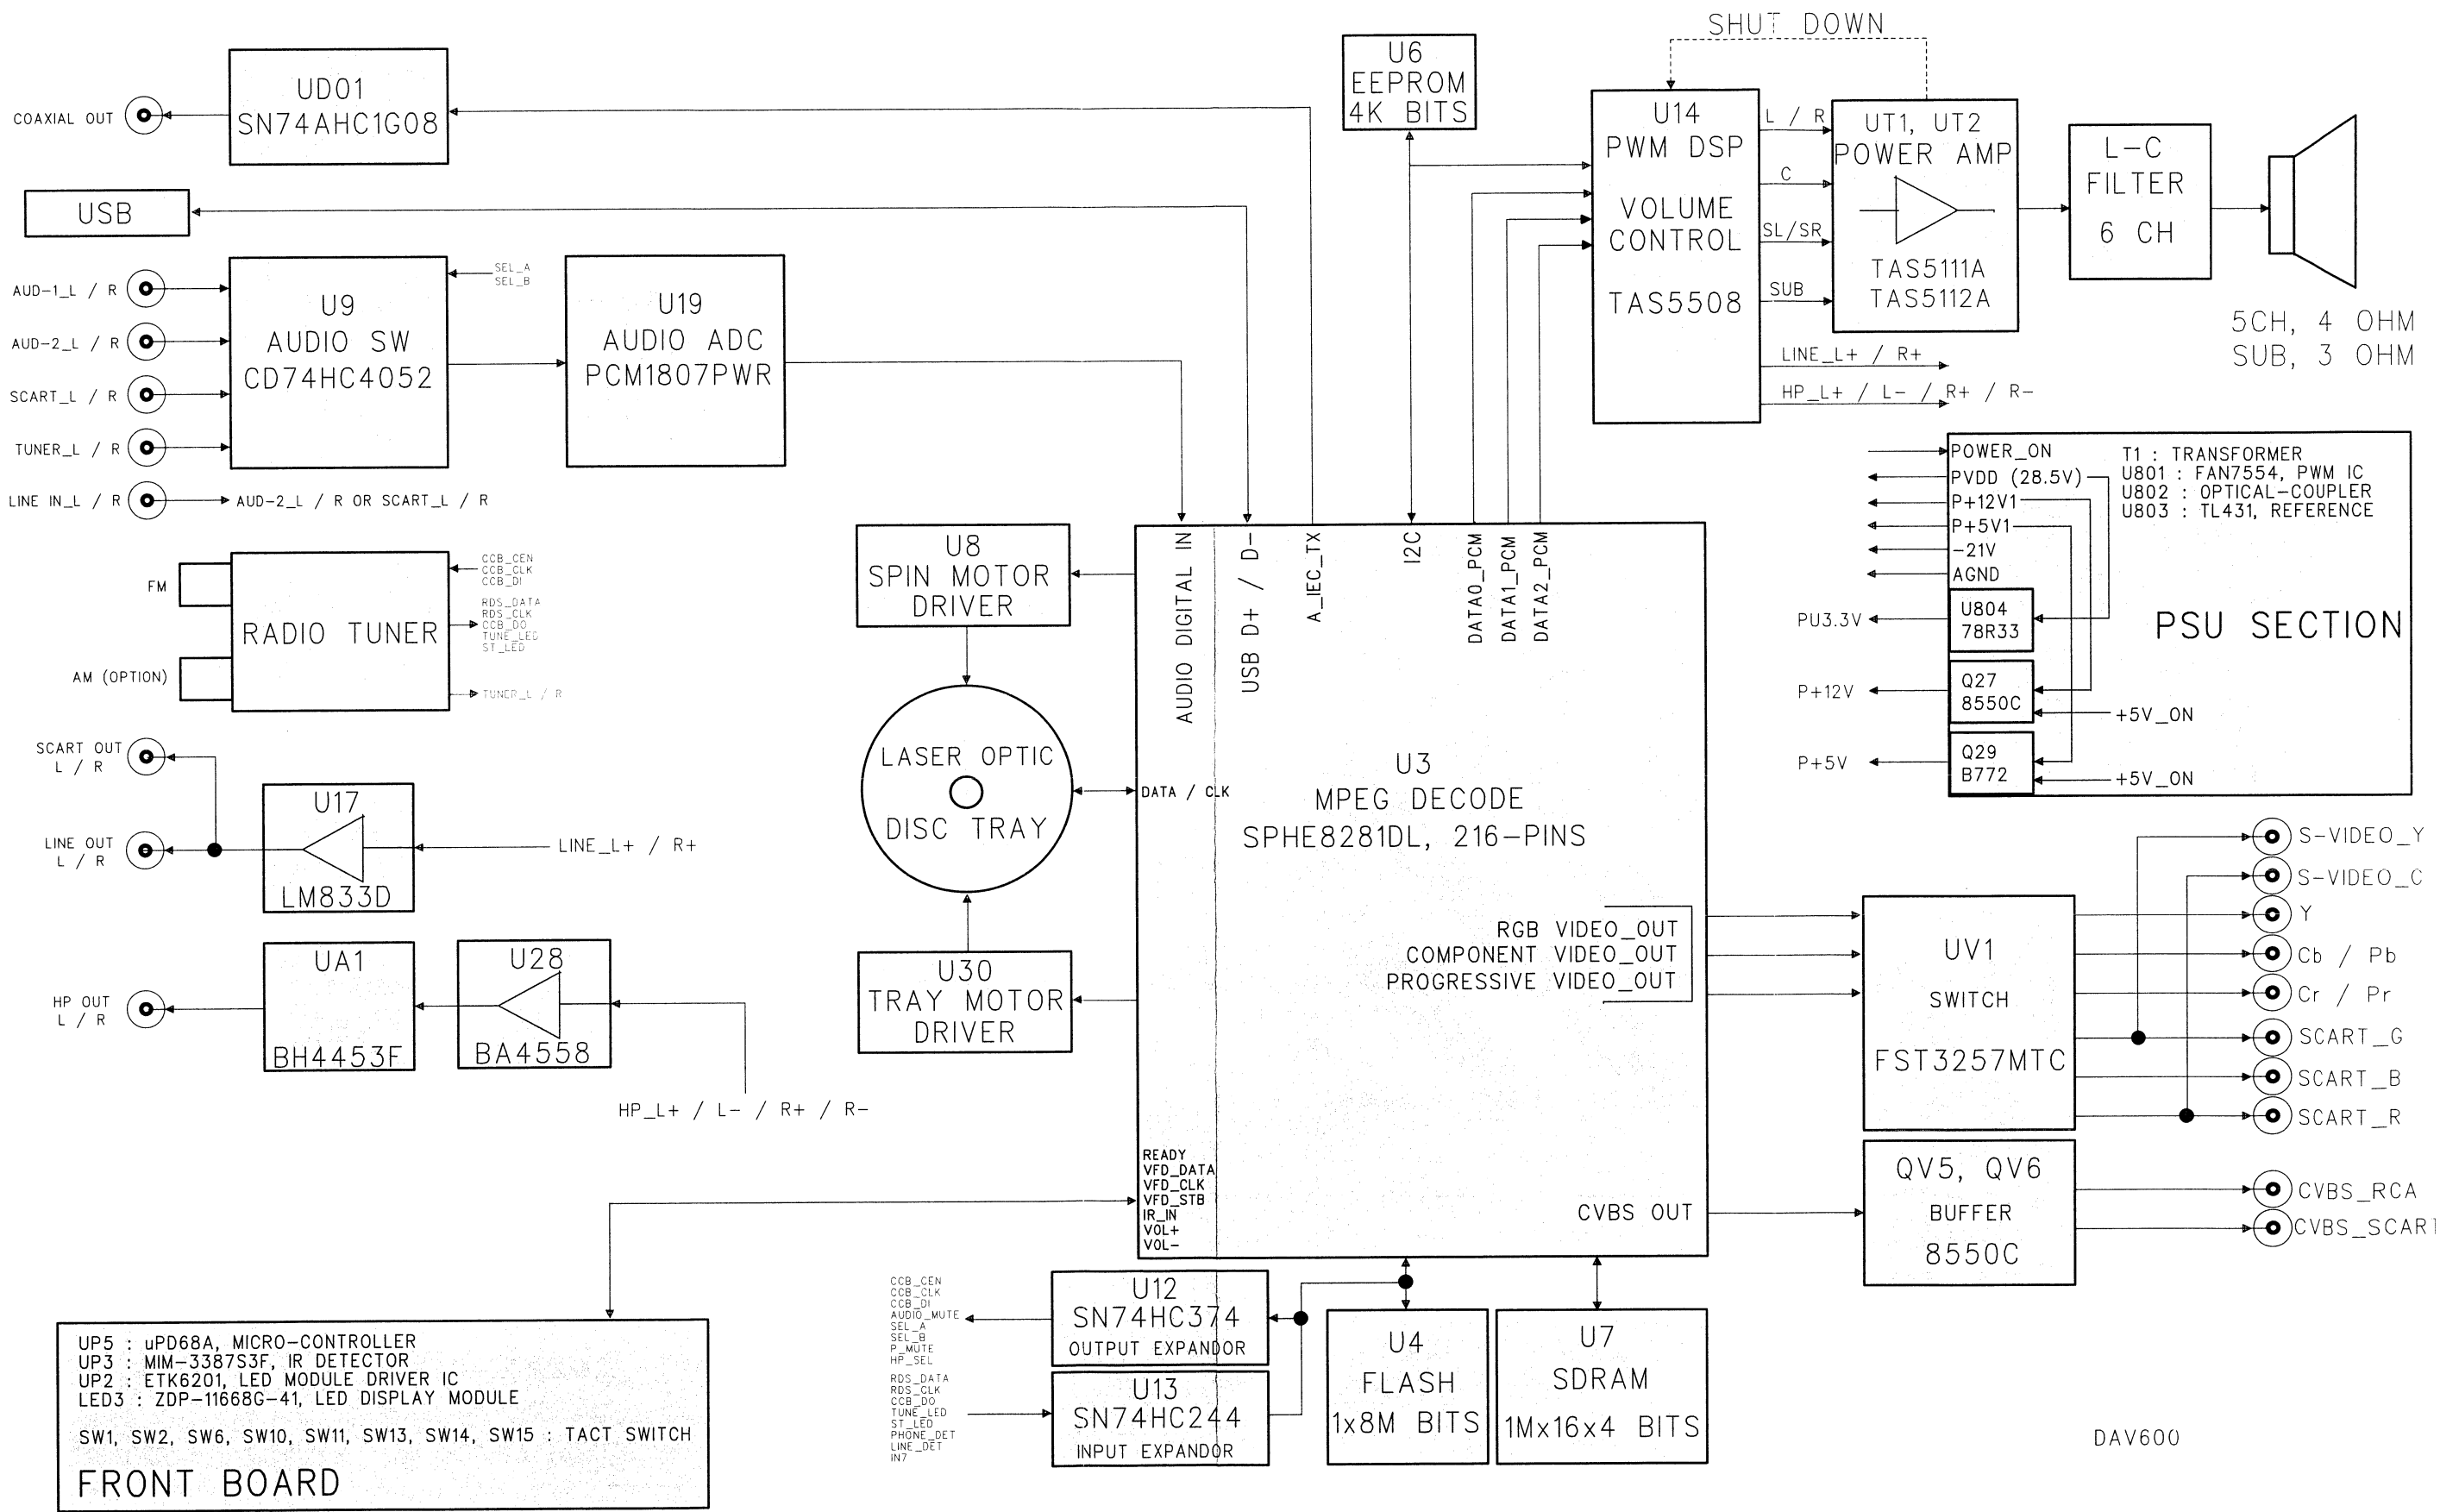 SHUT DOWN
COAXIAL OUT
UD01
SN74AHC1G08
U6
EEPROM
4K BITS
U14
PWM DSP
VOLUME
CONTROL
TAS5508
L / R
C
SL/SR
SUB
LINE_L+ / R+
HP_L+ / L- / R+ / R-
UT1, UT2
POWER AMP
TAS5111A
TAS5112A
L-C
FILTER
6 CH
5CH, 4 OHM
SUB, 3 OHM
USB
AUD-1_L / R
AUD-2_L / R
SCART_L / R
TUNER_L / R
LINE IN_L / R
AUD-2_L / R OR SCART_L / R
U9
AUDIO SW
CD74HC4052
SEL_A
SEL_B
U19
AUDIO ADC
PCM1807PWR
POWER_ON
PVDD (28.5V)
P+12V1
P+5V1
-21V
AGND
T1 : TRANSFORMER
U801 : FAN7554, PWM IC
U802 : OPTICAL-COUPLER
U803 : TL431, REFERENCE
PU3.3V
U804
78R33
PSU SECTION
P+12V
Q27
8550C
+5V_ON
P+5V
Q29
B772
+5V_ON
FM
AM (OPTION)
RADIO TUNER
CCB_CEN
CCB_CLK
CCB_DI
RDS_DATA
RDS_CLK
CCB_DO
TUNE_LED
ST_LED
TUNER_L / R
U8
SPIN MOTOR
DRIVER
LASER OPTIC
DISC TRAY
U30
TRAY MOTOR
DRIVER
AUDIO DIGITAL IN
USB D+ / D-
A_IEC_TX
I2C
DATA0_PCM
DATA1_PCM
DATA2_PCM
DATA / CLK
U3
MPEG DECODE
SPHE8281DL, 216-PINS
RGB VIDEO_OUT
COMPONENT VIDEO_OUT
PROGRESSIVE VIDEO_OUT
CVBS OUT
READY
VFD_DATA
VFD_CLK
VFD_STB
IR_IN
VOL+
VOL-
SCART OUT
L / R
LINE OUT
L / R
U17
LM833D
LINE_L+ / R+
HP OUT
L / R
UA1
BH4453F
U28
BA4558
HP_L+ / L- / R+ / R-
UV1
SWITCH
FST3257MTC
S-VIDEO_Y
S-VIDEO_C
Y
Cb / Pb
Cr / Pr
SCART_G
SCART_B
SCART_R
QV5, QV6
BUFFER
8550C
CVBS_RCA
CVBS_SCART
UP5 : uPD68A, MICRO-CONTROLLER
UP3 : MIM-3387S3F, IR DETECTOR
UP2 : ETK6201, LED MODULE DRIVER IC
LED3 : ZDP-11668G-41, LED DISPLAY MODULE
SW1, SW2, SW6, SW10, SW11, SW13, SW14, SW15 : TACT SWITCH
FRONT BOARD
CCB_CEN
CCB_CLK
CCB_DI
AUDIO_MUTE
SEL_A
SEL_B
P_MUTE
HP_SEL
RDS_DATA
RDS_CLK
CCB_DO
TUNE_LED
ST_LED
PHONE_DET
LINE_DET
IN7
U12
SN74HC374
OUTPUT EXPANDOR
U13
SN74HC244
INPUT EXPANDOR
U4
FLASH
1x8M BITS
U7
SDRAM
1Mx16x4 BITS
DAV600